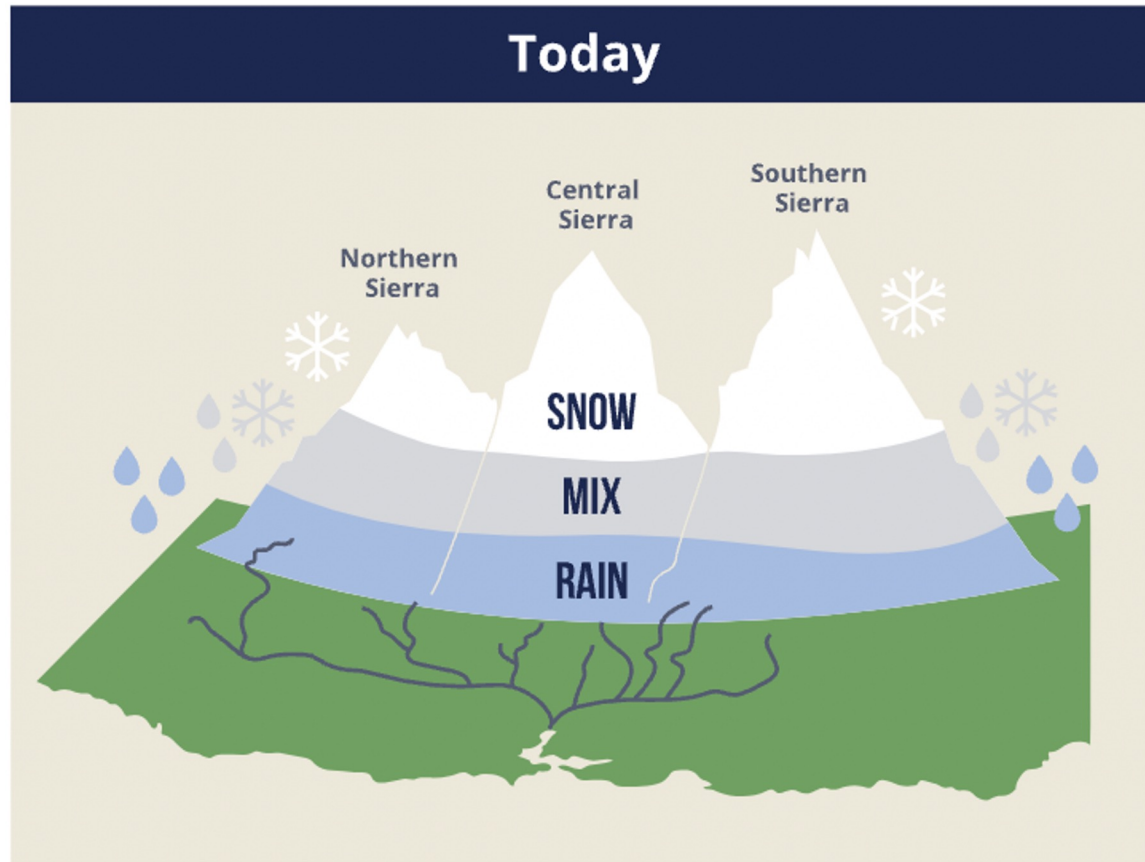 Today
Northern
Sierra
Central
Sierra
Southern
Sierra
SNOW
MIX
RAIN